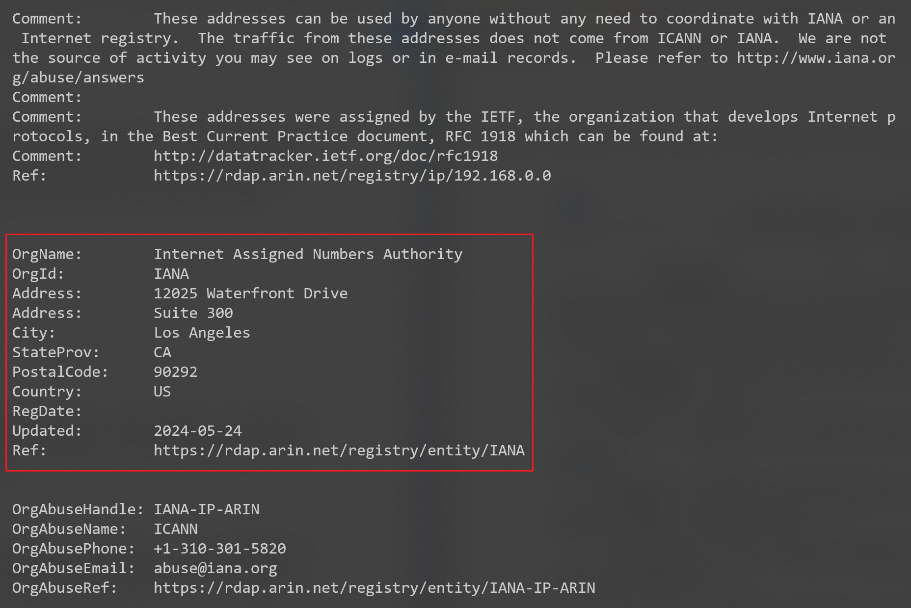 Comment:        These addresses can be used by anyone without any need to coordinate with IANA or an
 Internet registry.  The traffic from these addresses does not come from ICANN or IANA.  We are not
the source of activity you may see on logs or in e-mail records.  Please refer to http://www.iana.or
g/abuse/answers
Comment:
Comment:        These addresses were assigned by the IETF, the organization that develops Internet p
rotocols, in the Best Current Practice document, RFC 1918 which can be found at:
Comment:        http://datatracker.ietf.org/doc/rfc1918
Ref:            https://rdap.arin.net/registry/ip/192.168.0.0
OrgName:        Internet Assigned Numbers Authority
OrgId:          IANA
Address:        12025 Waterfront Drive
Address:        Suite 300
City:           Los Angeles
StateProv:      CA
PostalCode:     90292
Country:        US
RegDate:
Updated:        2024-05-24
Ref:            https://rdap.arin.net/registry/entity/IANA
OrgAbuseHandle: IANA-IP-ARIN
OrgAbuseName:   ICANN
OrgAbusePhone:  +1-310-301-5820
OrgAbuseEmail:  abuse@iana.org
OrgAbuseRef:    https://rdap.arin.net/registry/entity/IANA-IP-ARIN